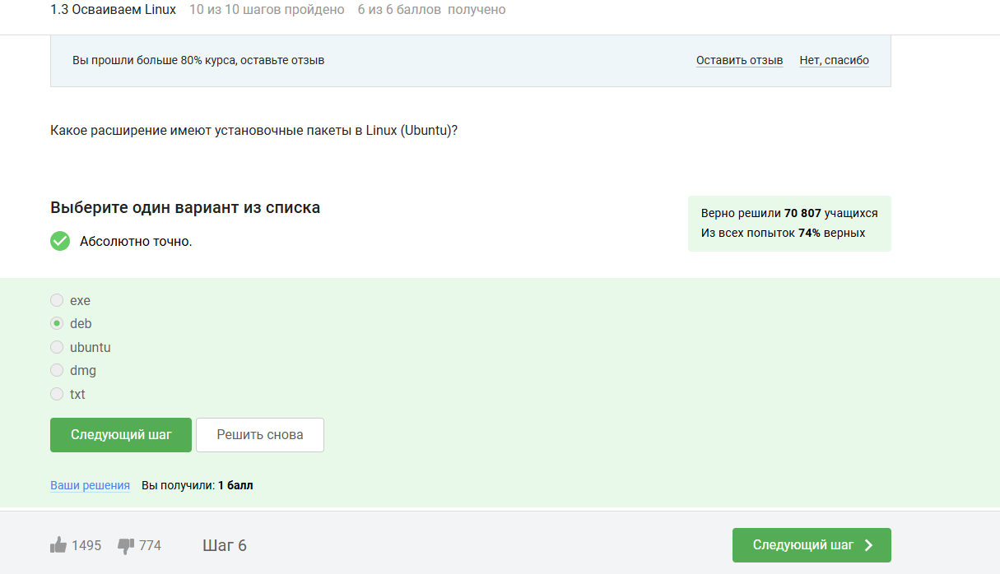 1.3 Осваиваем Linux 10 из 10 шагов пройдено 6 из 6 баллов получено
Вы прошли больше 80% курса, оставьте отзыв Оставить отзыв Нет, спасибо
Какое расширение имеют установочные пакеты в Linux (Ubuntu)?
Выберите один вариант из списка
Абсолютно точно.
Верно решили 70 807 учащихся
Из всех попыток 74% верных
exe
deb
ubuntu
dmg
txt
Следующий шаг Решить снова
Ваши решения Вы получили: 1 балл
1495 774 Шаг 6 Следующий шаг